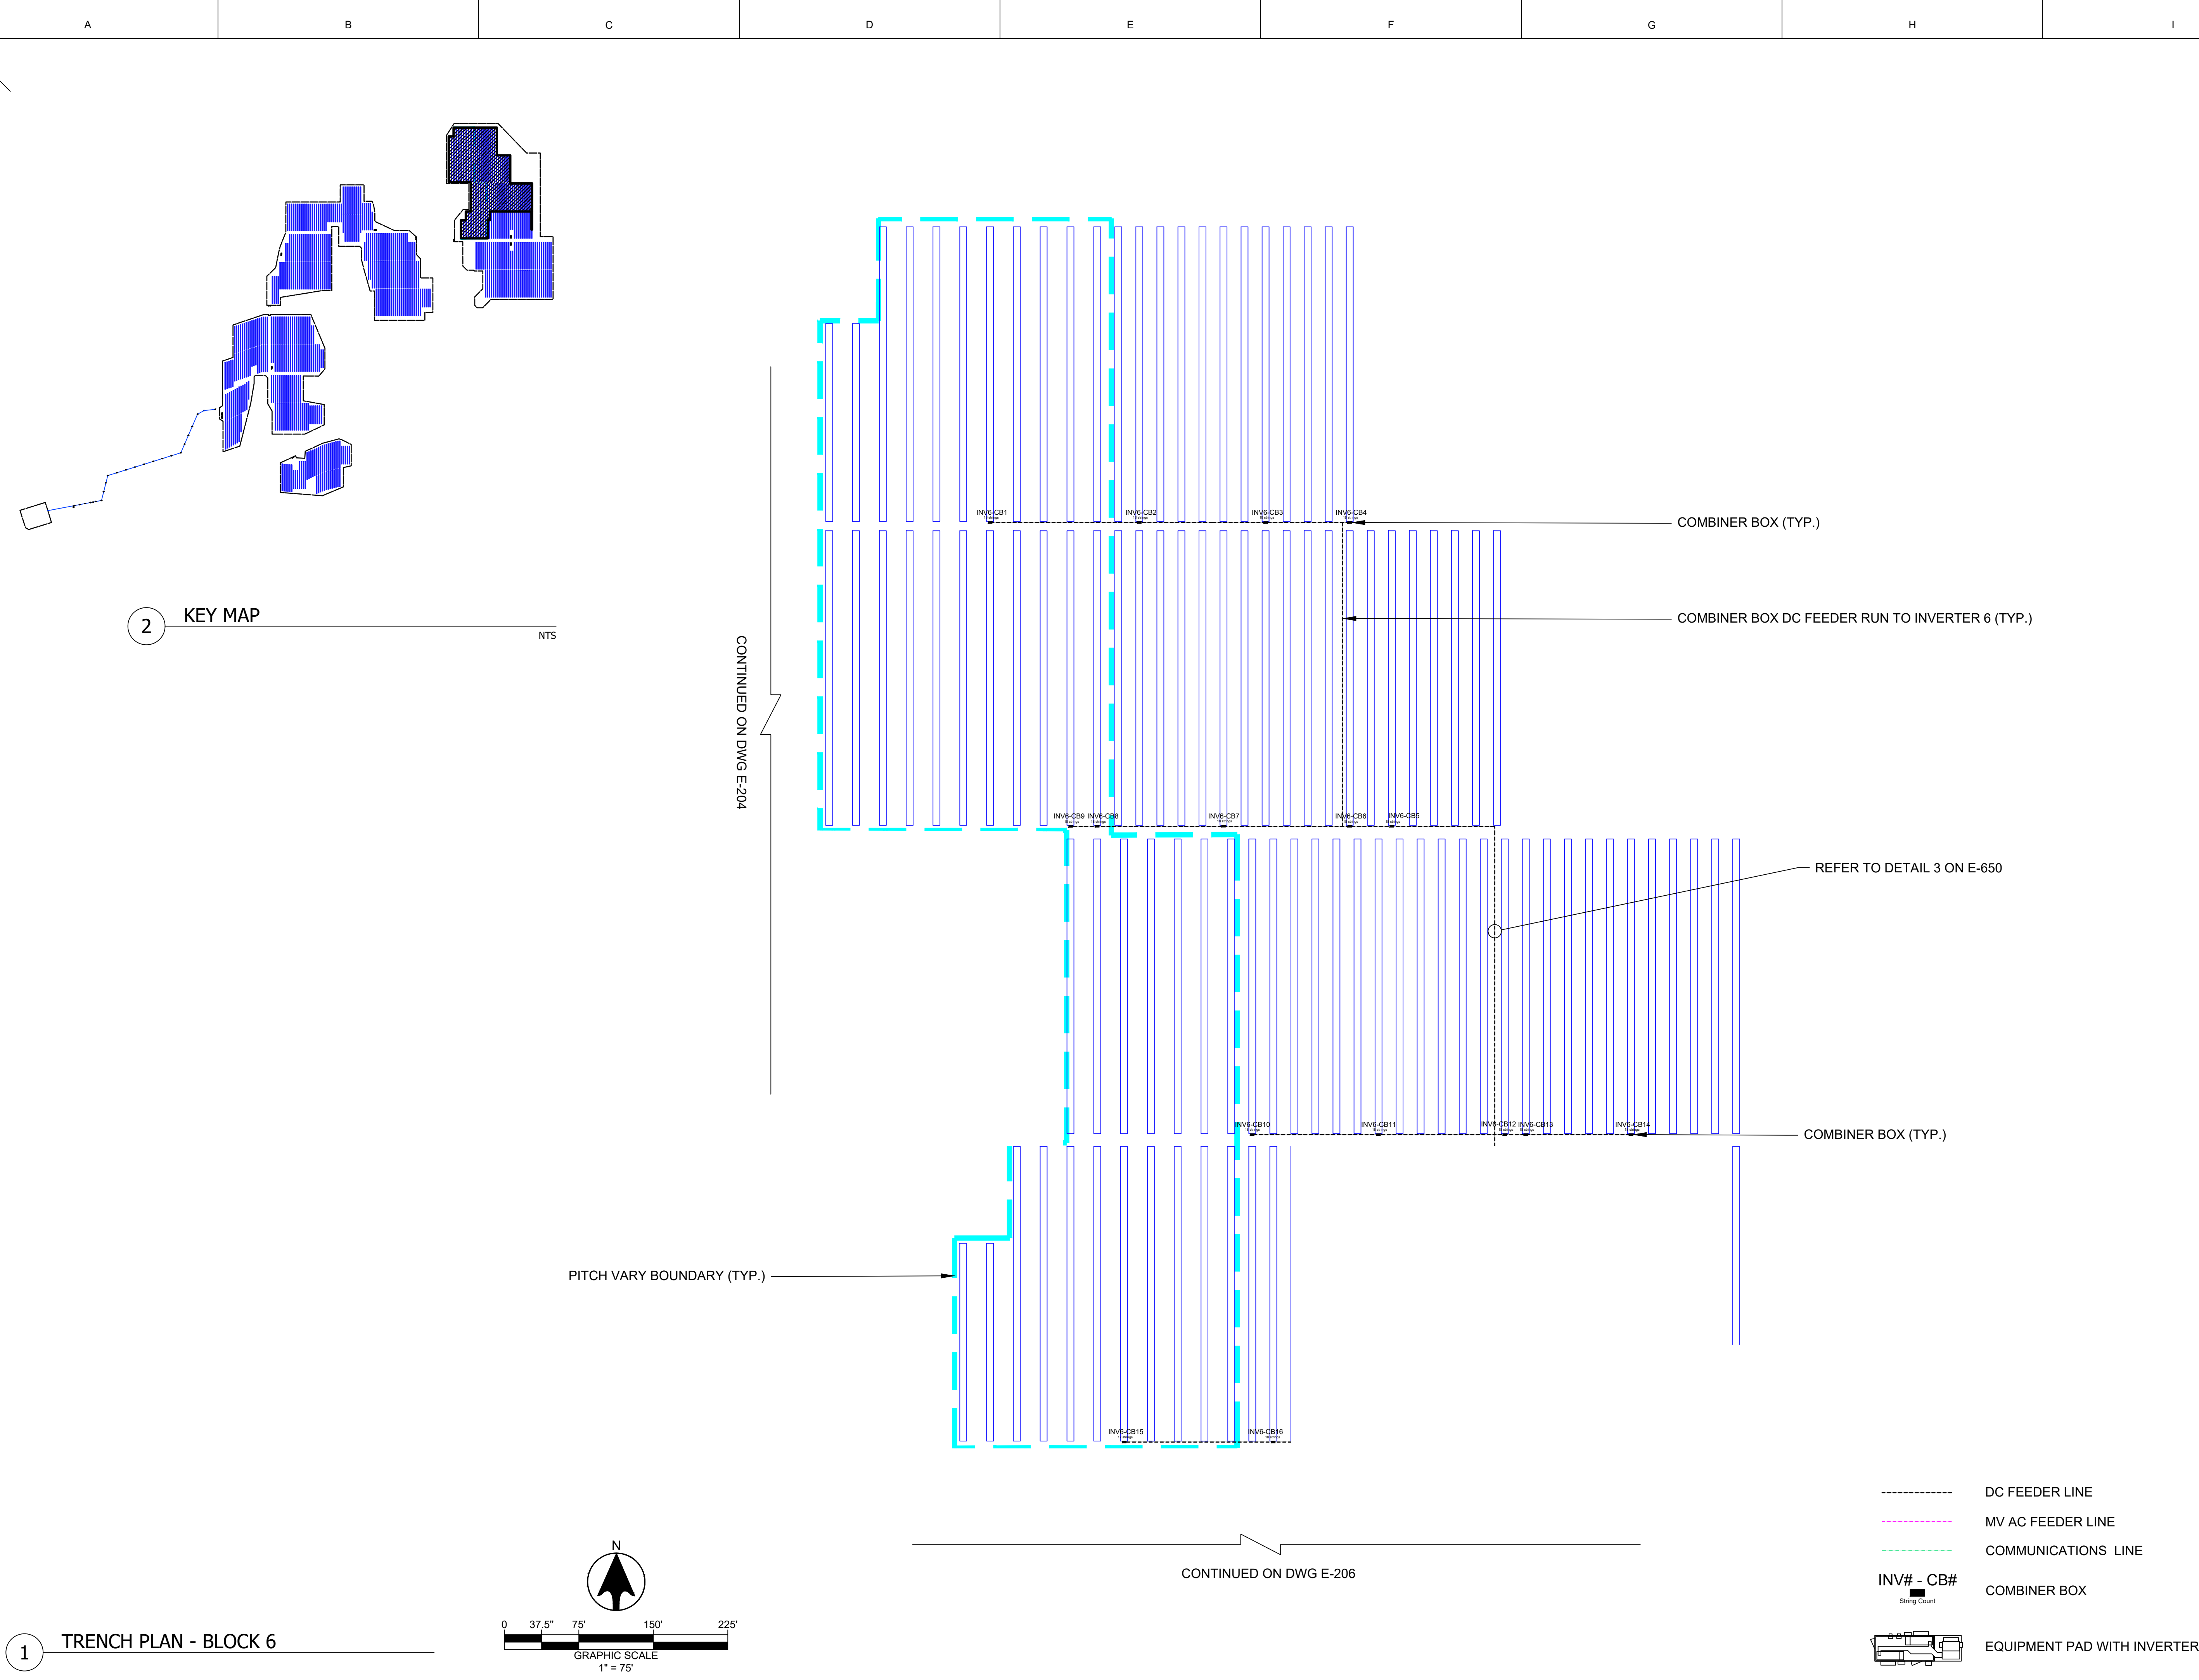 A B C D E F G H I
INV6-CB1 INV6-CB2 INV6-CB3 INV6-CB4
COMBINER BOX (TYP.)
2 KEY MAP
NTS
COMBINER BOX DC FEEDER RUN TO INVERTER 6 (TYP.)
CONTINUED ON DWG E-204
INV6-CB9 INV6-CB8 INV6-CB7 INV6-CB6 INV6-CB5
REFER TO DETAIL 3 ON E-650
INV6-CB10 INV6-CB11 INV6-CB12 INV6-CB13 INV6-CB14
COMBINER BOX (TYP.)
PITCH VARY BOUNDARY (TYP.)
INV6-CB15 INV6-CB16
CONTINUED ON DWG E-206
N
0 37.5" 75' 150' 225'
GRAPHIC SCALE
1" = 75'
1 TRENCH PLAN - BLOCK 6
DC FEEDER LINE
MV AC FEEDER LINE
COMMUNICATIONS LINE
INV# - CB#
String Count
COMBINER BOX
EQUIPMENT PAD WITH INVERTER